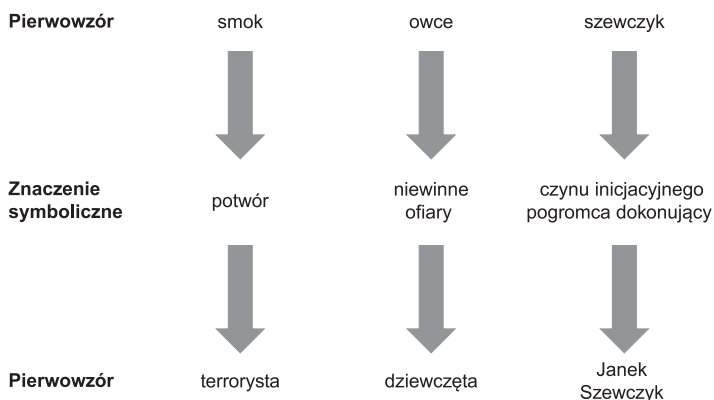 Pierwowzór smok owce szewczyk
Znaczenie symboliczne potwór niewinne ofiary czynu inicjacyjnego pogromca dokonujący
Pierwowzór terrorysta dziewczęta Janek Szewczyk